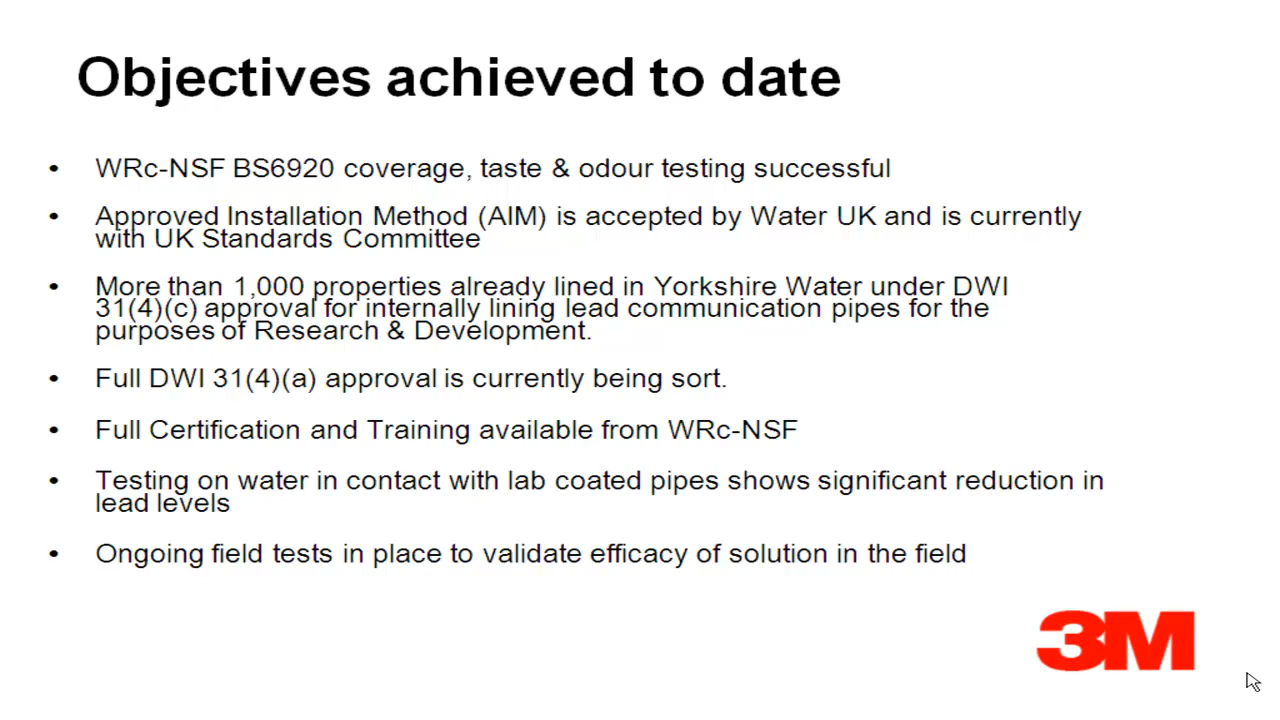 Objectives achieved to date
• WRc-NSF BS6920 coverage, taste & odour testing successful
• Approved Installation Method (AIM) is accepted by Water UK and is currently
with UK Standards Committee
• More than 1,000 properties already lined in Yorkshire Water under DWI
31(4)(c) approval for internally lining lead communication pipes for the
purposes of Research & Development.
• Full DWI 31(4)(a) approval is currently being sort.
• Full Certification and Training available from WRc-NSF
• Testing on water in contact with lab coated pipes shows significant reduction in
lead levels
• Ongoing field tests in place to validate efficacy of solution in the field
3M